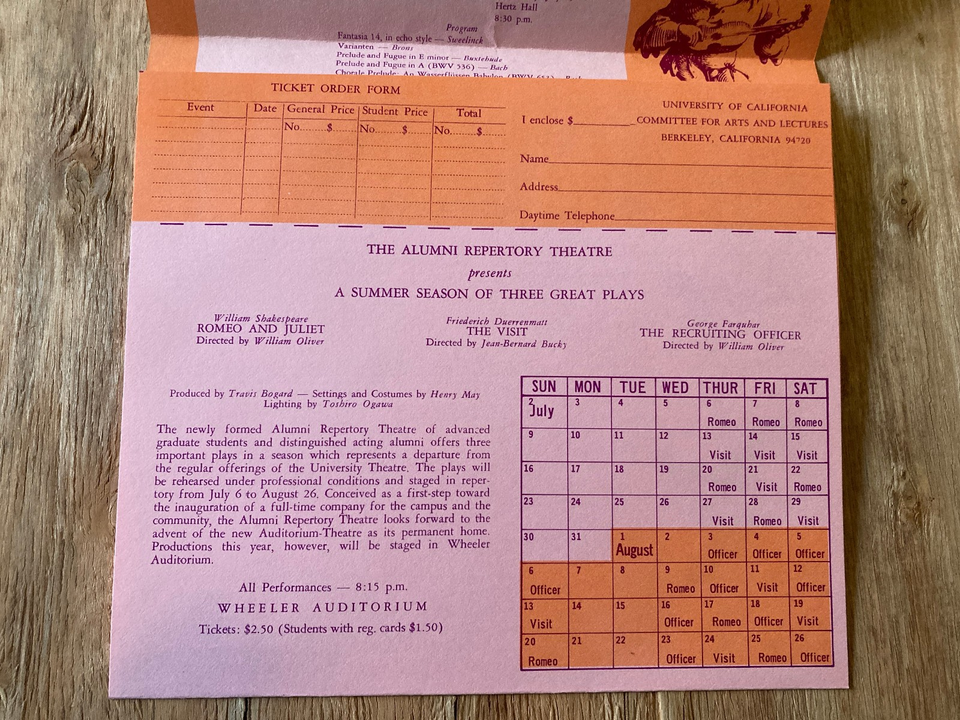 Hertz Hall
8:30 p.m.
Program
Fantasia 14, in echo style — Sweelinck
Varianten — Brons
Prelude and Fugue in E minor — Buxtehude
Prelude and Fugue in A (BWV 536) — Bach
Chorale Prelude: An Wasserflüssen Babylon (BWV
TICKET ORDER FORM
Event Date General Price Student Price Total
No.......$....... No.......$....... No.......$.......
UNIVERSITY OF CALIFORNIA
I enclose $__________COMMITTEE FOR ARTS AND LECTURES
BERKELEY, CALIFORNIA 94720
Name
Address
Daytime Telephone
THE ALUMNI REPERTORY THEATRE
presents
A SUMMER SEASON OF THREE GREAT PLAYS
William Shakespeare
ROMEO AND JULIET
Directed by William Oliver
Friederich Duerrenmatt
THE VISIT
Directed by Jean-Bernard Bucky
George Farquhar
THE RECRUITING OFFICER
Directed by William Oliver
Produced by Travis Bogard — Settings and Costumes by Henry May
Lighting by Toshiro Ogawa
The newly formed Alumni Repertory Theatre of advanced
graduate students and distinguished acting alumni offers three
important plays in a season which represents a departure from
the regular offerings of the University Theatre. The plays will
be rehearsed under professional conditions and staged in reper-
tory from July 6 to August 26. Conceived as a first-step toward
the inauguration of a full-time company for the campus and the
community, the Alumni Repertory Theatre looks forward to the
advent of the new Auditorium-Theatre as its permanent home.
Productions this year, however, will be staged in Wheeler
Auditorium.
All Performances — 8:15 p.m.
WHEELER AUDITORIUM
Tickets: $2.50 (Students with reg. cards $1.50)
SUN MON TUE WED THUR FRI SAT
2 3 4 5 6 7 8
July Romeo Romeo Romeo
9 10 11 12 13 14 15
Visit Visit Visit
16 17 18 19 20 21 22
Romeo Visit Romeo
23 24 25 26 27 28 29
Visit Romeo Visit
30 31 1 2 3 4 5
August Officer Officer Officer
6 7 8 9 10 11 12
Officer Romeo Officer Visit Officer
13 14 15 16 17 18 19
Visit Officer Romeo Officer Visit
20 21 22 23 24 25 26
Romeo Officer Visit Romeo Officer